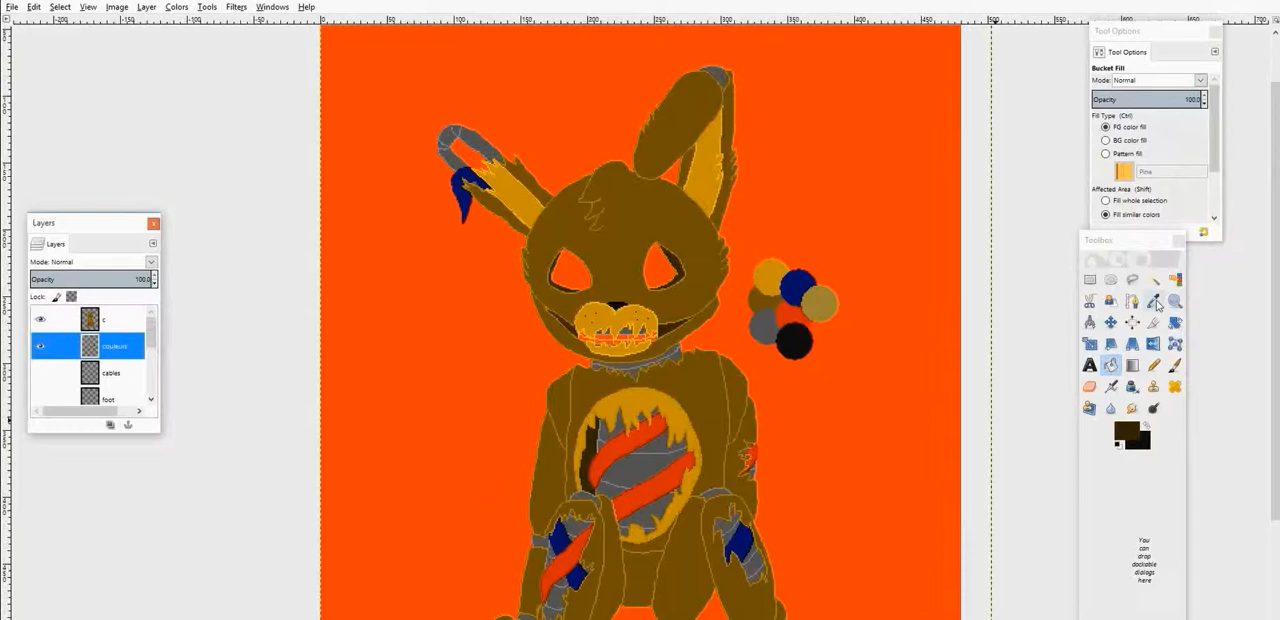 File Edit Select View Image Layer Colors Tools Filters Windows Help
Tool Options
Tool Options
Bucket Fill
Mode: Normal
Opacity 100.0
Fill Type (Ctrl)
FG color fill
BG color fill
Pattern fill
Pine
Affected Area (Shift)
Fill whole selection
Fill similar colors
Toolbox
You
can
drop
dockable
dialogs
here
Layers
Layers
Mode: Normal
Opacity 100.0
Lock:
c
couleurs
cables
foot